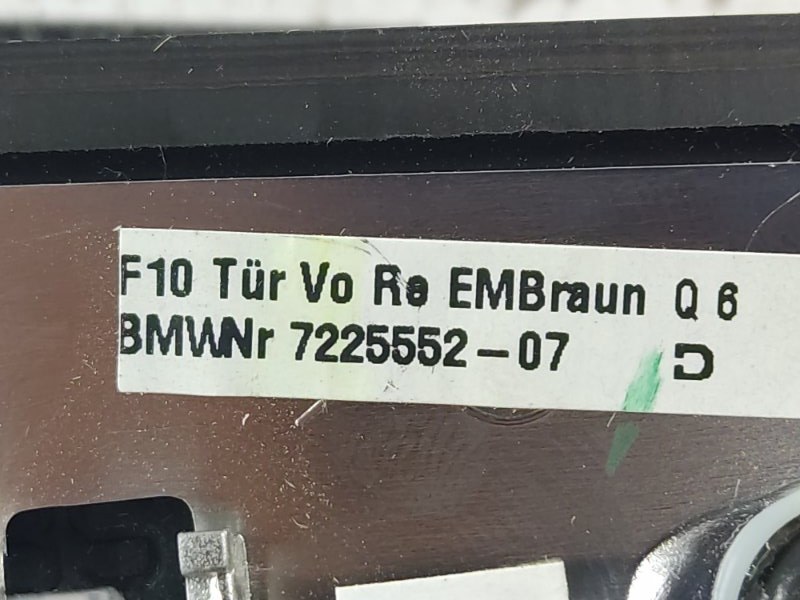 F10 Tür Vo Re EMBraun Q 6
BMWNr 7225552-07 D